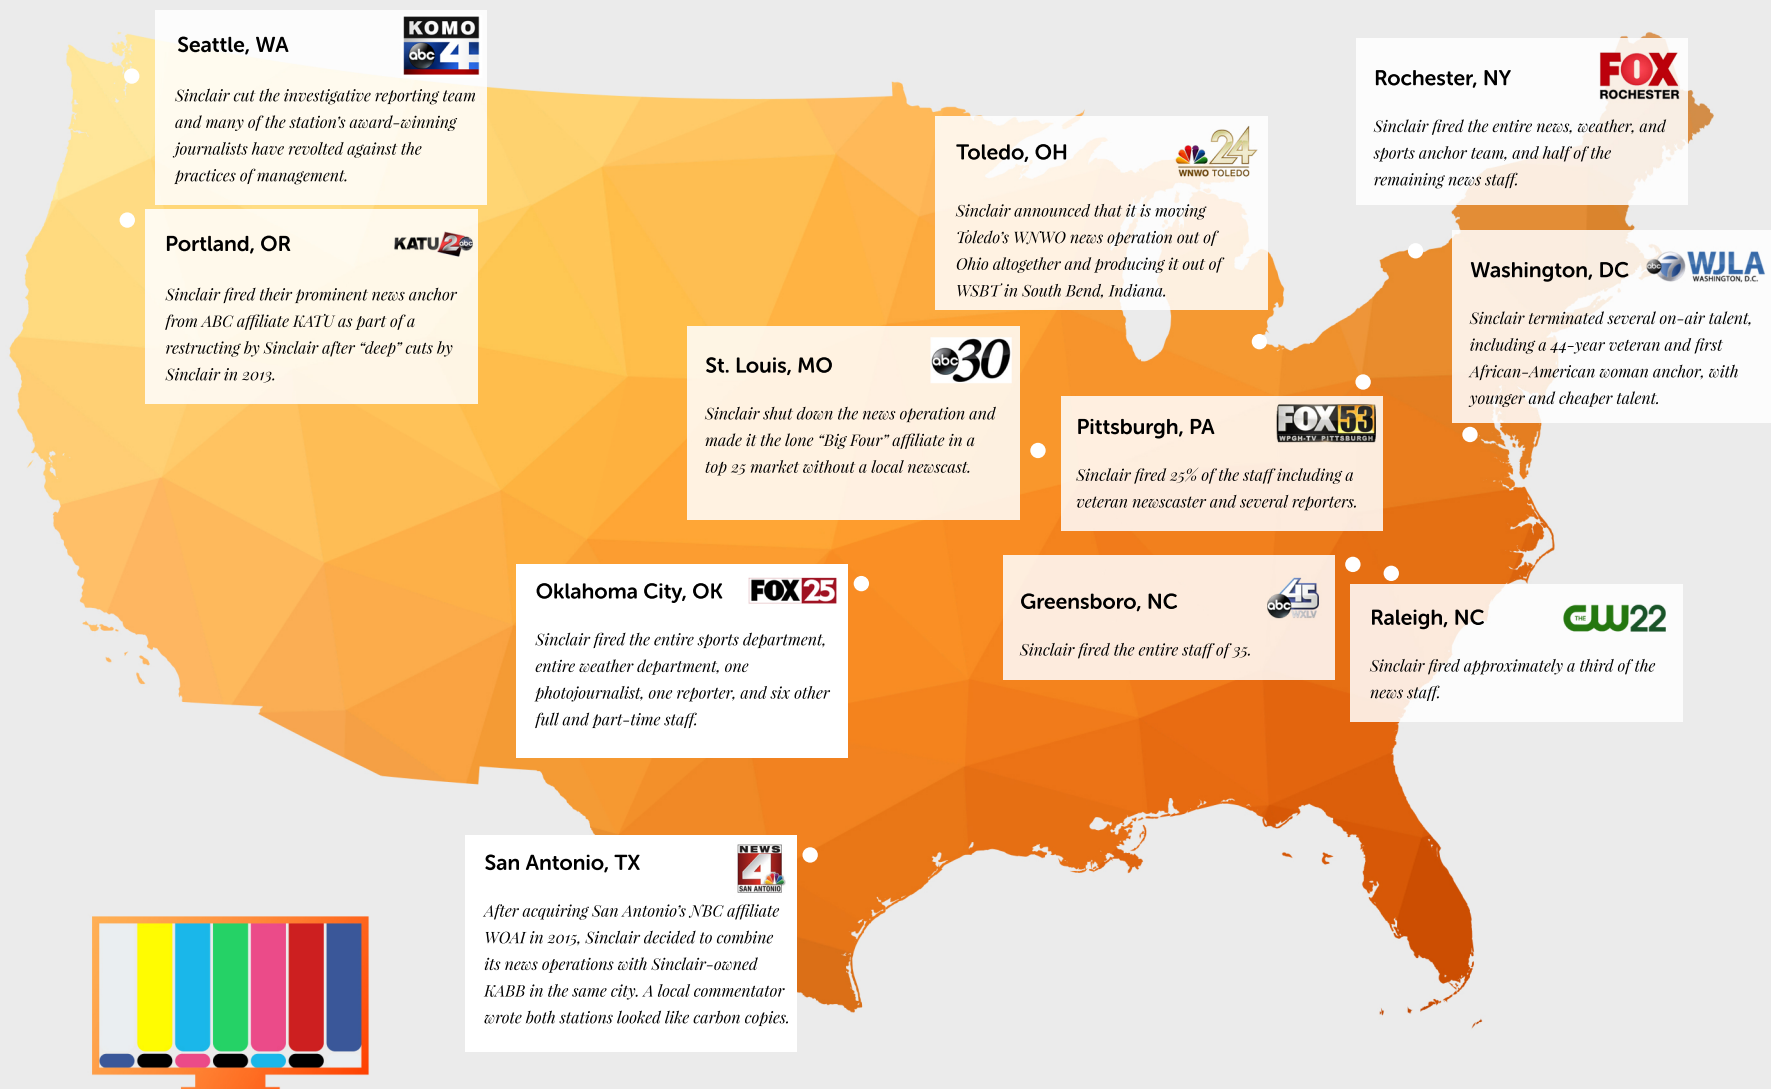 Seattle, WA
KOMO
abc 4
Sinclair cut the investigative reporting team
and many of the station's award-winning
journalists have revolted against the
practices of management.
Portland, OR
KATU 2 abc
Sinclair fired their prominent news anchor
from ABC affiliate KATU as part of a
restructing by Sinclair after “deep” cuts by
Sinclair in 2013.
Toledo, OH
24
WNWO TOLEDO
Sinclair announced that it is moving
Toledo's WNWO news operation out of
Ohio altogether and producing it out of
WSBT in South Bend, Indiana.
Rochester, NY
FOX
ROCHESTER
Sinclair fired the entire news, weather, and
sports anchor team, and half of the
remaining news staff.
Washington, DC
abc 7 WJLA
WASHINGTON, D.C.
Sinclair terminated several on-air talent,
including a 44-year veteran and first
African-American woman anchor, with
younger and cheaper talent.
St. Louis, MO
abc 30
Sinclair shut down the news operation and
made it the lone “Big Four” affiliate in a
top 25 market without a local newscast.
Pittsburgh, PA
FOX 53
WPGH-TV PITTSBURGH
Sinclair fired 25% of the staff including a
veteran newscaster and several reporters.
Oklahoma City, OK
FOX 25
Sinclair fired the entire sports department,
entire weather department, one
photojournalist, one reporter, and six other
full and part-time staff.
Greensboro, NC
abc 45
WXLV
Sinclair fired the entire staff of 35.
Raleigh, NC
THE CW 22
Sinclair fired approximately a third of the
news staff.
San Antonio, TX
NEWS
4
SAN ANTONIO
After acquiring San Antonio's NBC affiliate
WOAI in 2015, Sinclair decided to combine
its news operations with Sinclair-owned
KABB in the same city. A local commentator
wrote both stations looked like carbon copies.